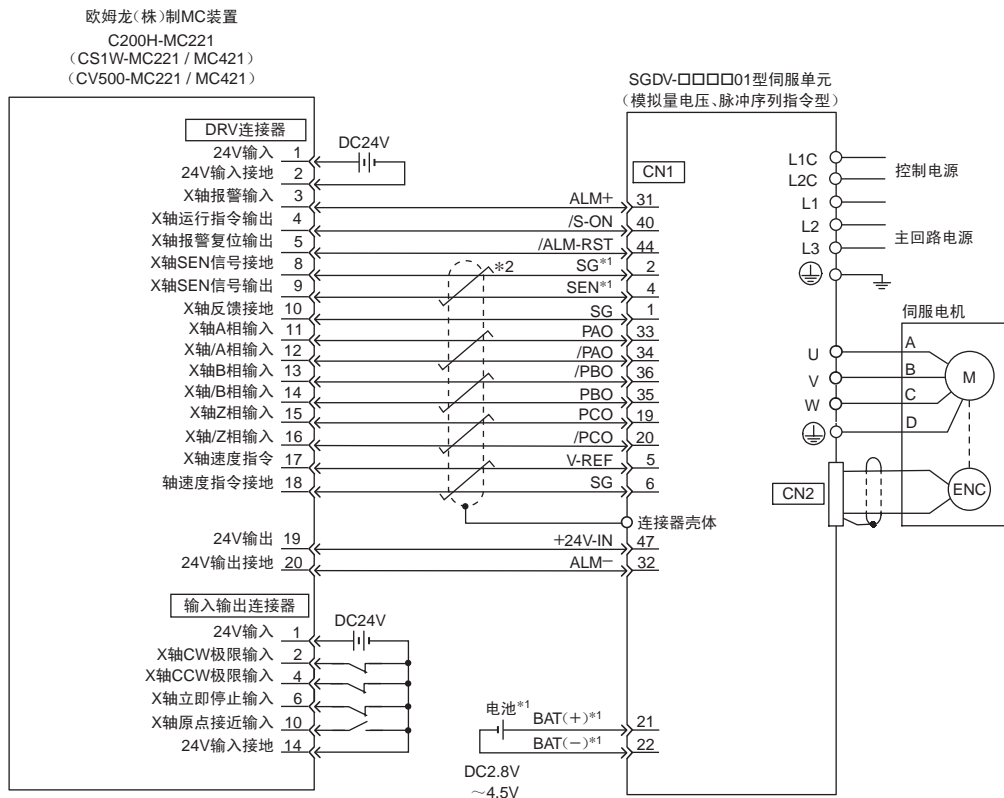 欧姆龙(株)制MC装置
C200H-MC221
(CS1W-MC221 / MC421)
(CV500-MC221 / MC421)
SGDV-□□□□01型伺服单元
(模拟量电压、脉冲序列指令型)
DRV连接器
DC24V
CN1
24V输入 1
24V输入接地 2
X轴报警输入 3 ALM+ 31
X轴运行指令输出 4 /S-ON 40
X轴报警复位输出 5 /ALM-RST 44
X轴SEN信号接地 8 *2 SG*1 2
X轴SEN信号输出 9 SEN*1 4
X轴反馈接地 10 SG 1
X轴A相输入 11 PAO 33
X轴/A相输入 12 /PAO 34
X轴B相输入 13 /PBO 36
X轴/B相输入 14 PBO 35
X轴Z相输入 15 PCO 19
X轴/Z相输入 16 /PCO 20
X轴速度指令 17 V-REF 5
轴速度指令接地 18 SG 6
连接器壳体
24V输出 19 +24V-IN 47
24V输出接地 20 ALM− 32
L1C
L2C
控制电源
L1
L2
L3
主回路电源
伺服电机
U A
V B
W C
D
M
CN2
ENC
输入输出连接器
DC24V
24V输入 1
X轴CW极限输入 2
X轴CCW极限输入 4
X轴立即停止输入 6
X轴原点接近输入 10
24V输入接地 14
电池*1
BAT(+)*1 21
BAT(−)*1 22
DC2.8V
~4.5V